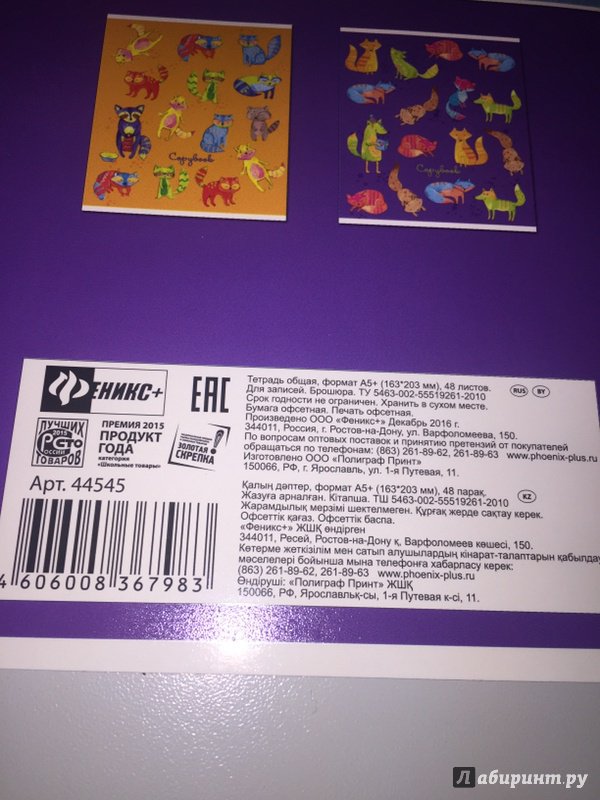 Copybook
Copybook
ФЕНИКС+
EAC
100 ЛУЧШИХ
2015
РОССИИ
ТОВАРОВ
ПРЕМИЯ 2015
ПРОДУКТ
ГОДА
категория
«Школьные товары»
ЗОЛОТАЯ
СКРЕПКА
Арт. 44545
4 606008 367983
Тетрадь общая, формат А5+ (163*203 мм), 48 листов.
Для записей. Брошюра. ТУ 5463-002-55519261-2010
Срок годности не ограничен. Хранить в сухом месте.
Бумага офсетная. Печать офсетная.
Произведено ООО «Феникс+» Декабрь 2016 г.
344011, Россия, г. Ростов-на-Дону, ул. Варфоломеева, 150.
По вопросам оптовых поставок и принятию претензий от покупателей
обращаться по телефонам: (863) 261-89-62, 261-89-63 www.phoenix-plus.ru
Изготовлено ООО «Полиграф Принт»
150066, РФ, г. Ярославль, ул. 1-я Путевая, 11.
RUS BY
Қалың дәптер, формат А5+ (163*203 мм), 48 парақ.
Жазуға арналған. Кітапша. ТШ 5463-002-55519261-2010
Жарамдылық мерзімі шектелмеген. Құрғақ жерде сақтау керек.
Офсеттік қағаз. Офсеттік баспа.
«Феникс+» ЖШҚ өндірген
344011, Ресей, Ростов-на-Дону қ, Варфоломеев көшесі, 150.
Көтерме жеткізілім мен сатып алушылардың кінарат-талаптарын қабылдау
мәселелері бойынша мына телефонға хабарласу керек:
(863) 261-89-62, 261-89-63 www.phoenix-plus.ru
Өндіруші: «Полиграф Принт» ЖШҚ
150066, РФ, Ярославль қ-сы, 1-я Путевая к-сі, 11.
KZ
Лабиринт.ру